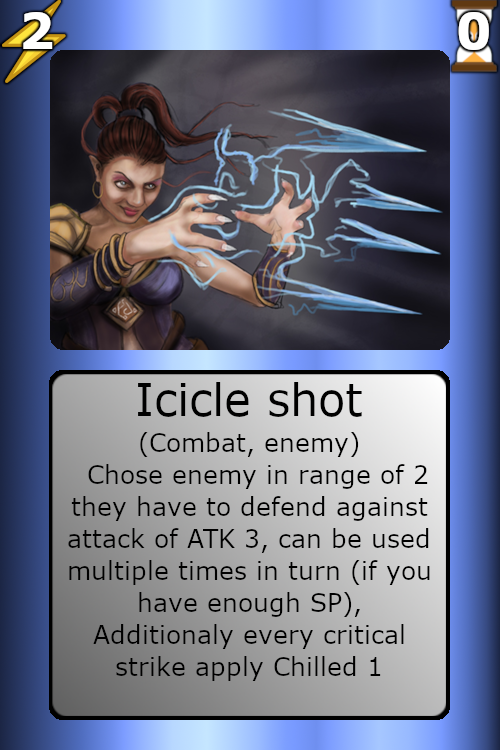 2
0
Icicle shot
(Combat, enemy)
Chose enemy in range of 2
they have to defend against
attack of ATK 3, can be used
multiple times in turn (if you
have enough SP),
Additionaly every critical
strike apply Chilled 1